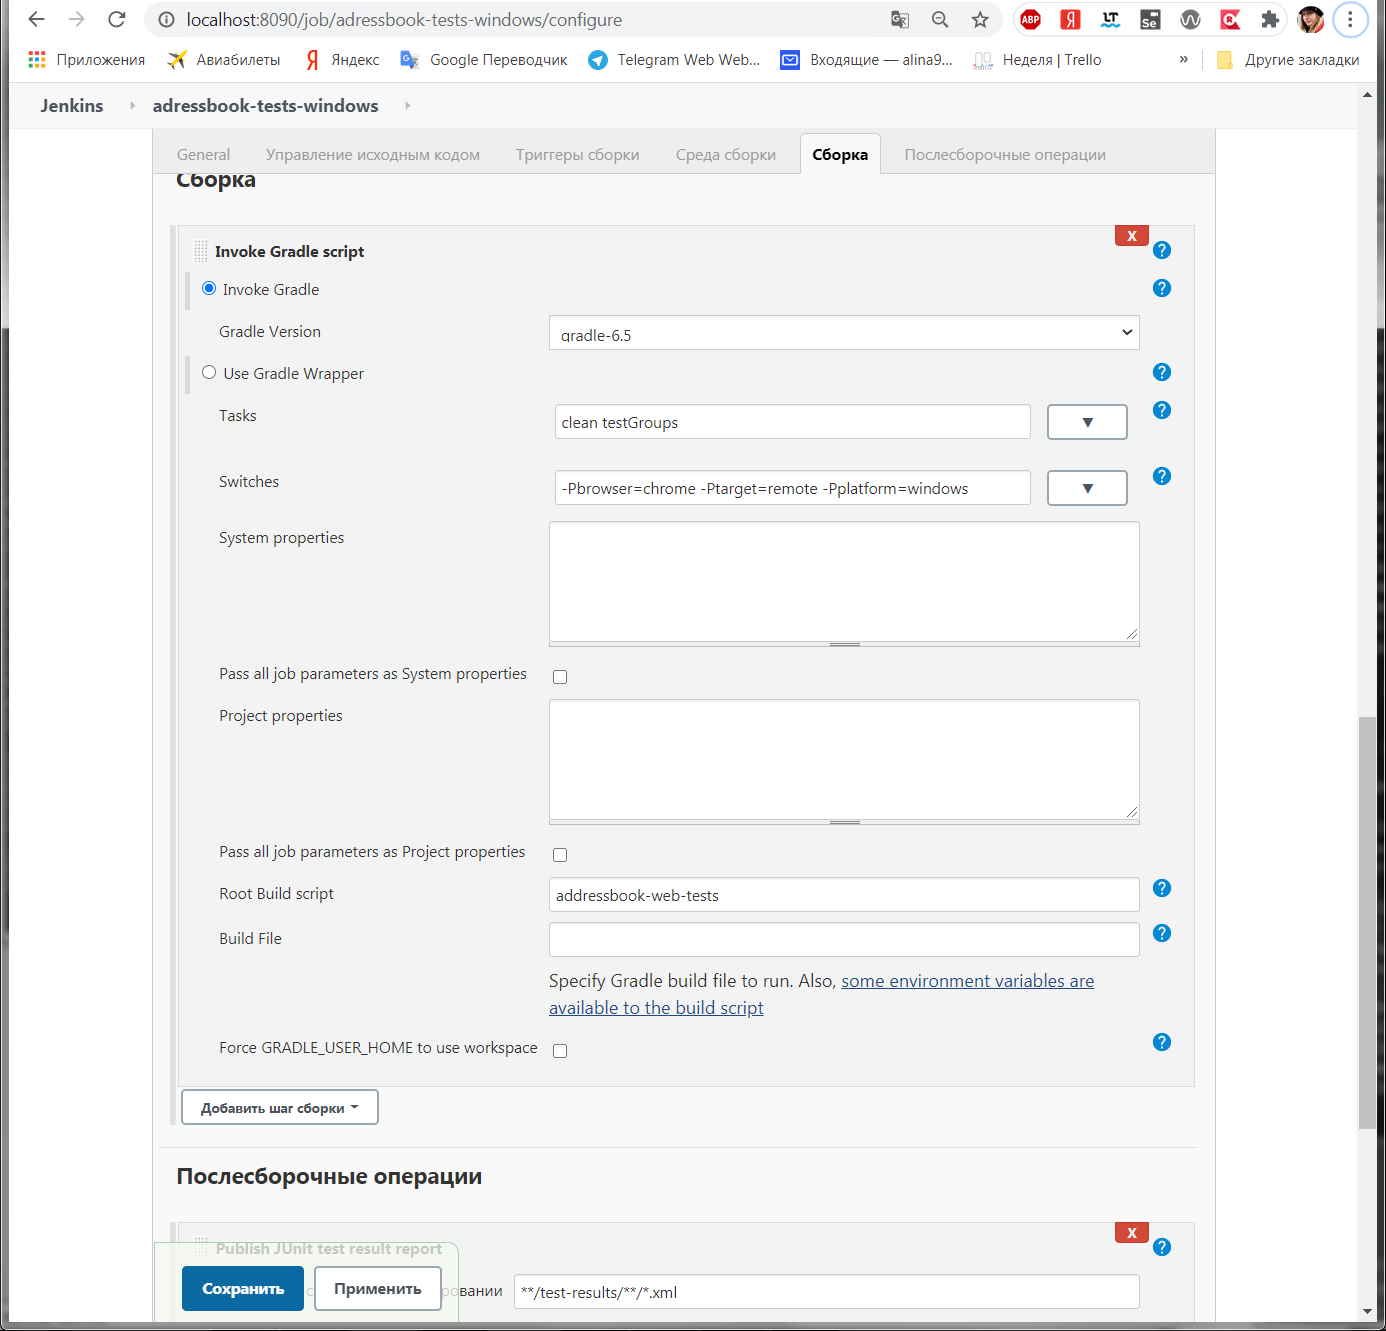 localhost:8090/job/adressbook-tests-windows/configure
ABP Я LT Se
Приложения Авиабилеты Яндекс Google Переводчик Telegram Web Web... Входящие — alina9... Неделя | Trello » Другие закладки
Jenkins adressbook-tests-windows
General Управление исходным кодом Триггеры сборки Среда сборки Сборка Послесборочные операции
Сборка
X
Invoke Gradle script ?
Invoke Gradle ?
Gradle Version gradle-6.5
Use Gradle Wrapper ?
Tasks clean testGroups ▼ ?
Switches -Pbrowser=chrome -Ptarget=remote -Pplatform=windows ▼ ?
System properties
Pass all job parameters as System properties
Project properties
Pass all job parameters as Project properties
Root Build script addressbook-web-tests ?
Build File ?
Specify Gradle build file to run. Also, some environment variables are
available to the build script
Force GRADLE_USER_HOME to use workspace ?
Добавить шаг сборки
Послесборочные операции
X
Publish JUnit test result report ?
Сохранить Применить **/test-results/**/*.xml